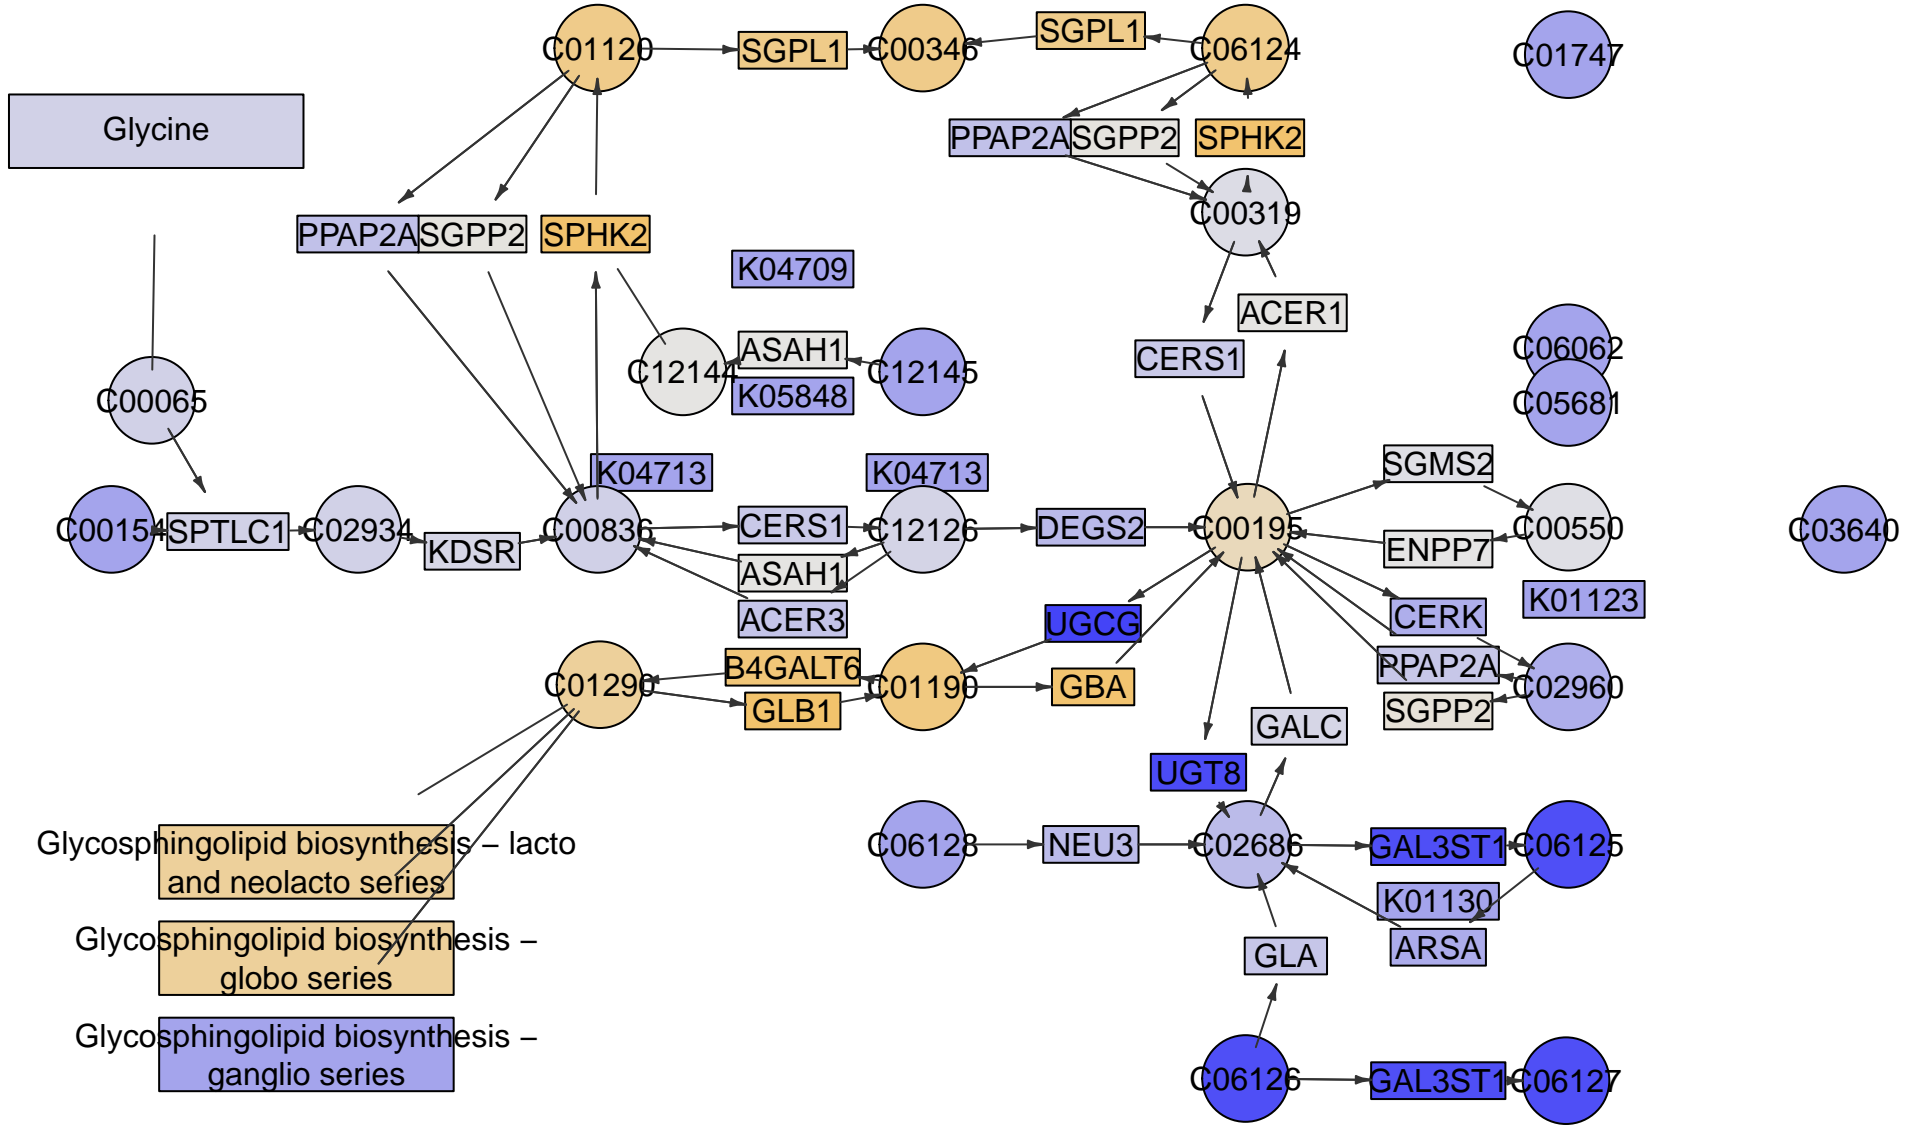 C01120
SGPL1
C00346
SGPL1
C06124
C01747
Glycine
PPAP2A
SGPP2
SPHK2
C00319
PPAP2A
SGPP2
SPHK2
K04709
ACER1
CERS1
C12144
ASAH1
C12145
K05848
C06062
C05681
C00065
K04713
K04713
SGMS2
C00154
SPTLC1
C02934
KDSR
C00836
CERS1
C12126
DEGS2
C00195
C00550
C03640
ENPP7
ASAH1
ACER3
UGCG
CERK
K01123
C01290
B4GALT6
GLB1
C01190
GBA
PPAP2A
SGPP2
C02960
GALC
UGT8
C06128
NEU3
C02686
GAL3ST1
C06125
K01130
ARSA
GLA
Glycosphingolipid biosynthesis – lacto
and neolacto series
Glycosphingolipid biosynthesis –
globo series
Glycosphingolipid biosynthesis –
ganglio series
C06126
GAL3ST1
C06127